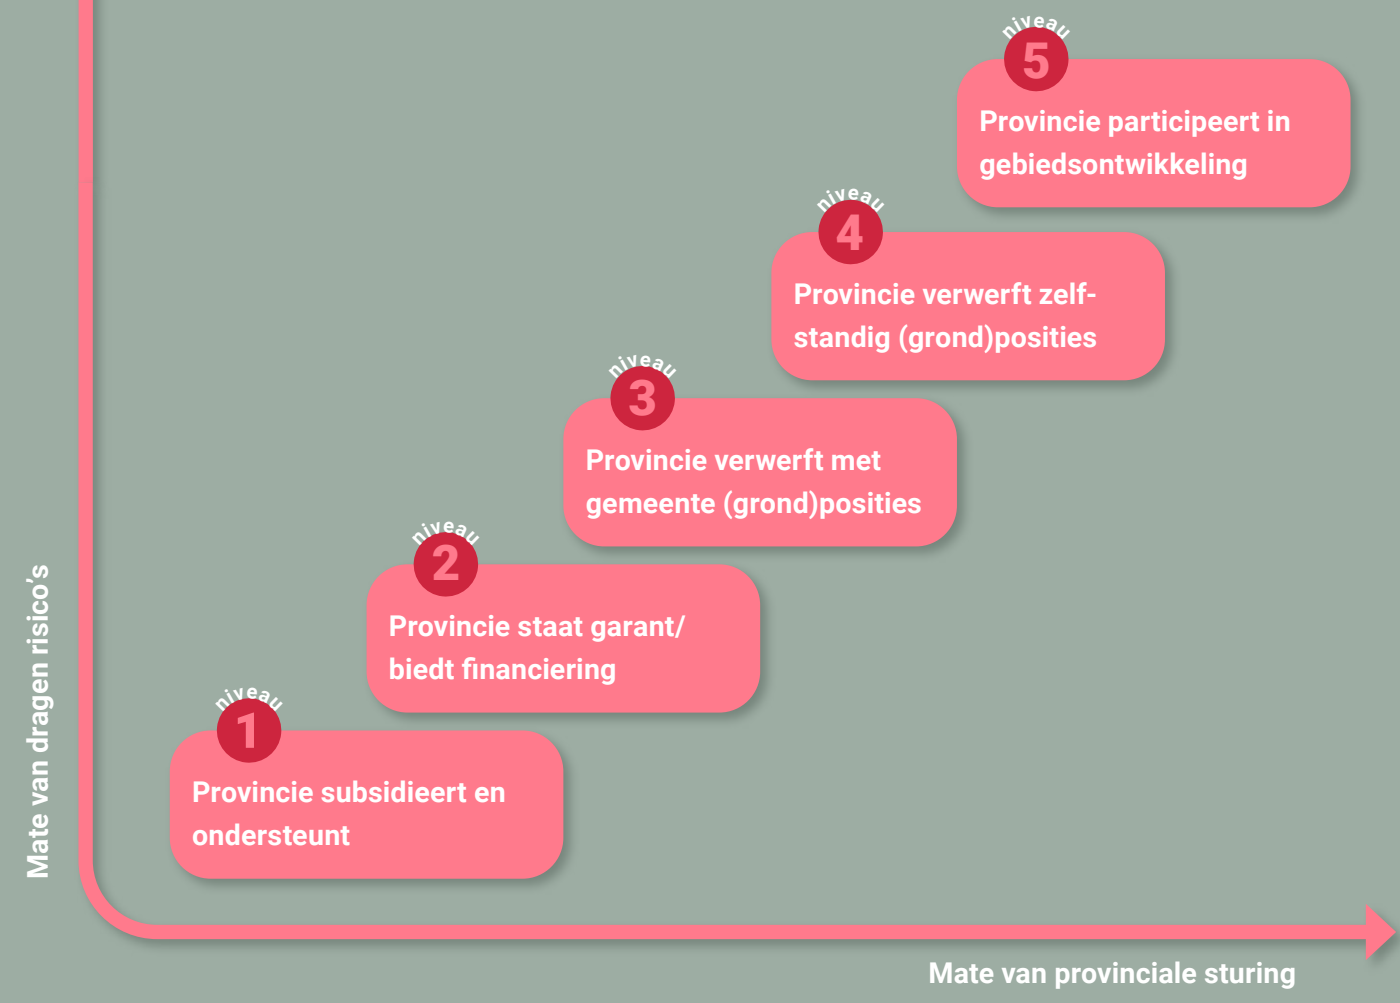 niveau
5
Provincie participeert in
gebiedsontwikkeling
niveau
4
Provincie verwerft zelf-
standig (grond)posities
niveau
3
Provincie verwerft met
gemeente (grond)posities
niveau
2
Provincie staat garant/
biedt financiering
niveau
1
Provincie subsidieert en
ondersteunt
Mate van dragen risico's
Mate van provinciale sturing